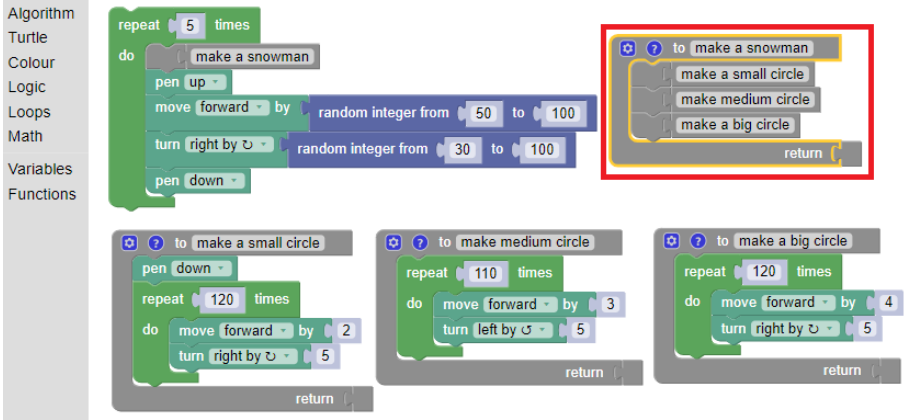 Algorithm
Turtle
Colour
Logic
Loops
Math
Variables
Functions
repeat 5 times
do make a snowman
pen up
move forward by random integer from 50 to 100
turn right by ↻ random integer from 30 to 100
pen down
? to make a snowman
make a small circle
make medium circle
make a big circle
return
? to make a small circle
pen down
repeat 120 times
do move forward by 2
turn right by ↻ 5
return
? to make medium circle
repeat 110 times
do move forward by 3
turn left by ↺ 5
return
? to make a big circle
repeat 120 times
do move forward by 4
turn right by ↻ 5
return